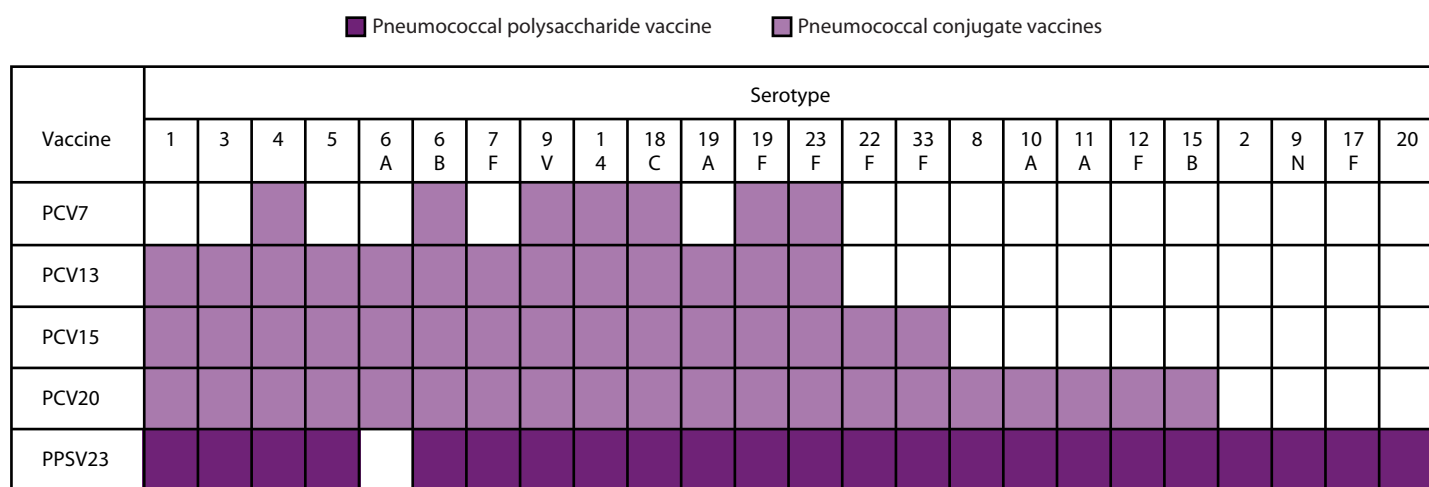 Pneumococcal polysaccharide vaccine Pneumococcal conjugate vaccines
Serotype
Vaccine 1 3 4 5 6 A 6 B 7 F 9 V 1 4 18 C 19 A 19 F 23 F 22 F 33 F 8 10 A 11 A 12 F 15 B 2 9 N 17 F 20
PCV7
PCV13
PCV15
PCV20
PPSV23